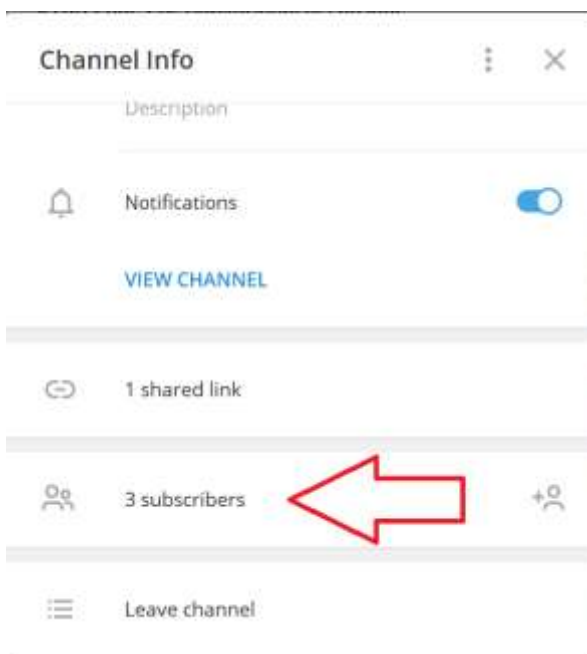 Channel Info
Description
Notifications
VIEW CHANNEL
1 shared link
3 subscribers
Leave channel